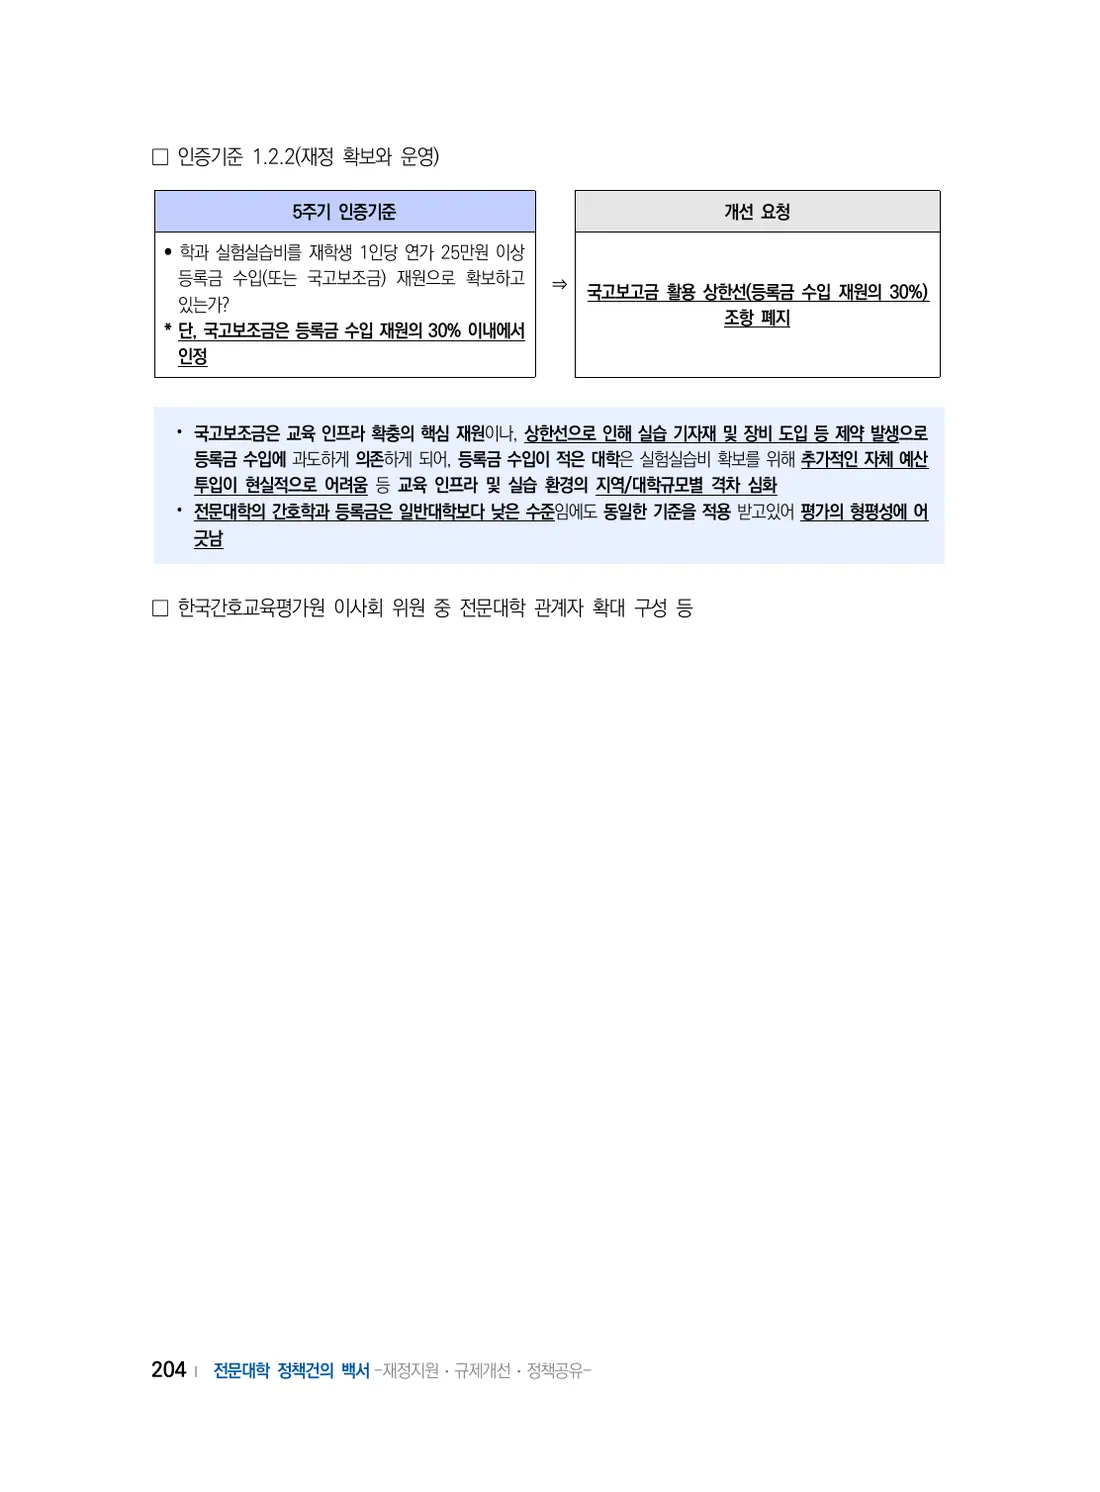 □ 인증기준 1.2.2(재정 확보와 운영)
5주기 인증기준
● 학과 실험실습비를 재학생 1인당 연가 25만원 이상
등록금 수입(또는 국고보조금) 재원으로 확보하고
있는가?
* 단, 국고보조금은 등록금 수입 재원의 30% 이내에서
인정
⇒
개선 요청
국고보고금 활용 상한선(등록금 수입 재원의 30%)
조항 폐지
• 국고보조금은 교육 인프라 확충의 핵심 재원이나, 상한선으로 인해 실습 기자재 및 장비 도입 등 제약 발생으로
등록금 수입에 과도하게 의존하게 되어, 등록금 수입이 적은 대학은 실험실습비 확보를 위해 추가적인 자체 예산
투입이 현실적으로 어려움 등 교육 인프라 및 실습 환경의 지역/대학규모별 격차 심화
• 전문대학의 간호학과 등록금은 일반대학보다 낮은 수준임에도 동일한 기준을 적용 받고있어 평가의 형평성에 어
긋남
□ 한국간호교육평가원 이사회 위원 중 전문대학 관계자 확대 구성 등
204 | 전문대학 정책건의 백서 -재정지원·규제개선·정책공유-